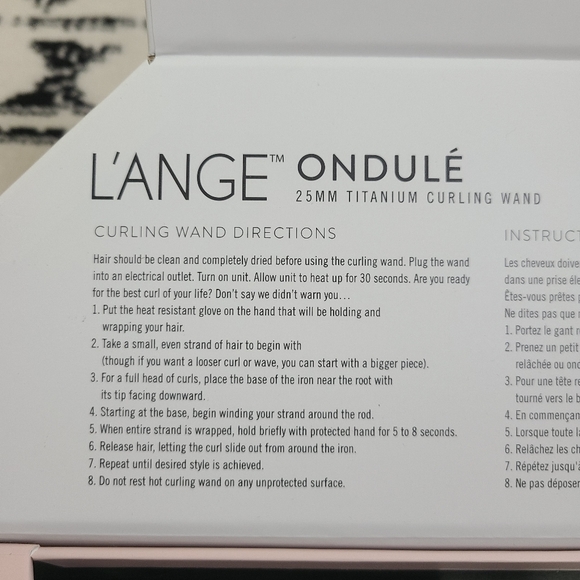 L'ANGE™ ONDULÉ
25MM TITANIUM CURLING WAND
CURLING WAND DIRECTIONS
Hair should be clean and completely dried before using the curling wand. Plug the wand
into an electrical outlet. Turn on unit. Allow unit to heat up for 30 seconds. Are you ready
for the best curl of your life? Don't say we didn't warn you...
1. Put the heat resistant glove on the hand that will be holding and
wrapping your hair.
2. Take a small, even strand of hair to begin with
(though if you want a looser curl or wave, you can start with a bigger piece).
3. For a full head of curls, place the base of the iron near the root with
its tip facing downward.
4. Starting at the base, begin winding your strand around the rod.
5. When entire strand is wrapped, hold briefly with protected hand for 5 to 8 seconds.
6. Release hair, letting the curl slide out from around the iron.
7. Repeat until desired style is achieved.
8. Do not rest hot curling wand on any unprotected surface.
INSTRUCT
Les cheveux doive
dans une prise éle
Êtes-vous prêtes p
Ne dites pas que
1. Portez le gant
2. Prenez un petit
relâchée ou ond
3. Pour une tête
tourné vers le b
4. En commençan
5. Lorsque toute la
6. Relâchez les ch
7. Répétez jusqu'à
8. Ne pas déposer